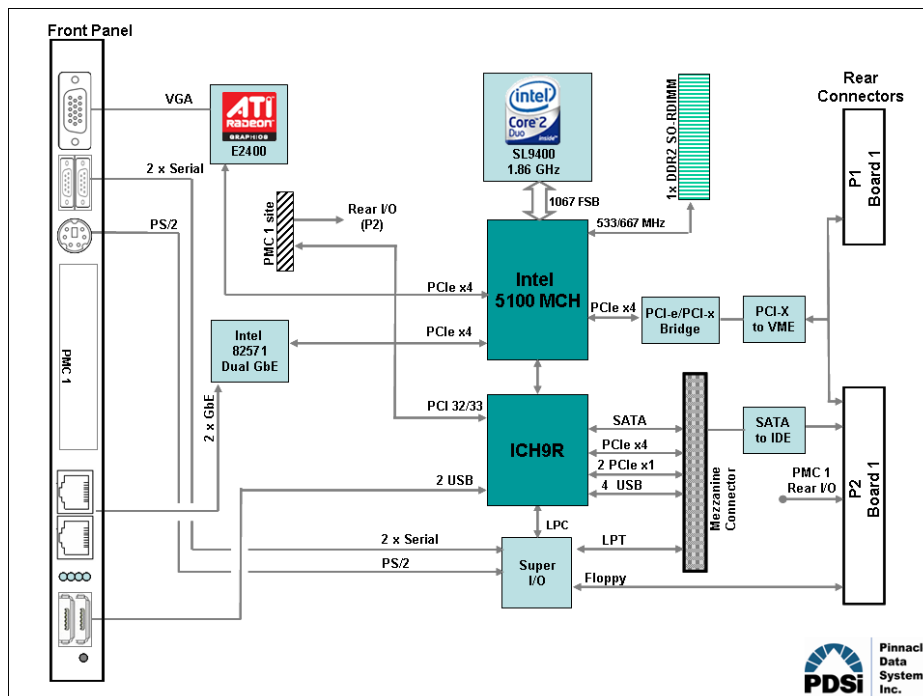 Front Panel
VGA
ATI
RADEON
GRAPHICS
E2400
2 x Serial
PS/2
PMC 1 site
Rear I/O
(P2)
intel
Core™2
Duo
inside™
SL9400
1.86 GHz
1067 FSB
1x DDR2 SO-RDIMM
533/667 MHz
Rear
Connectors
P1
Board 1
Intel
5100 MCH
PCIe x4
PCIe x4
PCIe x4
PCI-e/PCI-x
Bridge
PCI-X
to VME
Intel
82571
Dual GbE
PMC 1
2 x GbE
PCI 32/33
ICH9R
SATA
PCIe x4
2 PCIe x1
4 USB
Mezzanine
Connector
SATA
to IDE
PMC 1
Rear I/O
P2
Board 1
2 USB
LPC
2 x Serial
PS/2
Super
I/O
LPT
Floppy
PDSi
Pinnacl
Data
System
Inc.